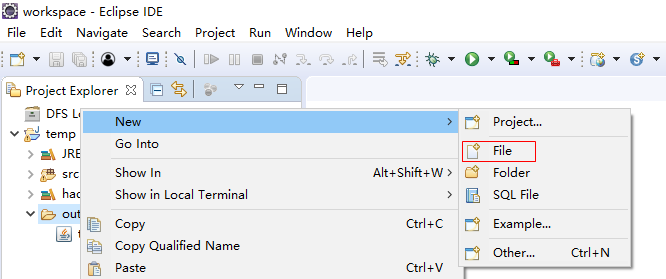 workspace - Eclipse IDE
File Edit Navigate Search Project Run Window Help
Project Explorer
DFS Lo
temp
JRE
src
had
out
New
Go Into
Show In Alt+Shift+W
Show in Local Terminal
Copy Ctrl+C
Copy Qualified Name
Paste Ctrl+V
Project...
File
Folder
SQL File
Example...
Other... Ctrl+N